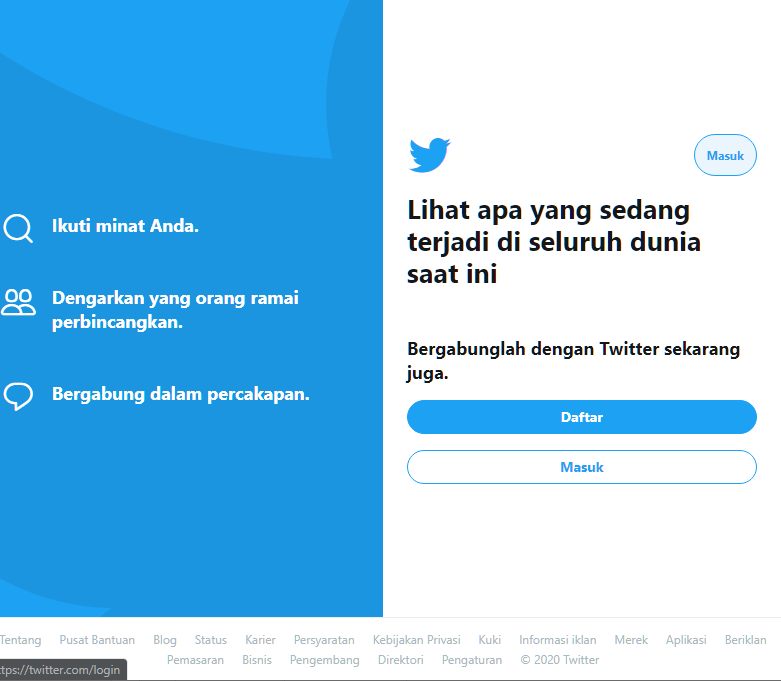 Masuk
Lihat apa yang sedang
terjadi di seluruh dunia
saat ini
Ikuti minat Anda.
Dengarkan yang orang ramai
perbincangkan.
Bergabung dalam percakapan.
Bergabunglah dengan Twitter sekarang
juga.
Daftar
Masuk
Tentang Pusat Bantuan Blog Status Karier Persyaratan Kebijakan Privasi Kuki Informasi iklan Merek Aplikasi Beriklan
Pemasaran Bisnis Pengembang Direktori Pengaturan © 2020 Twitter
ttps://twitter.com/login